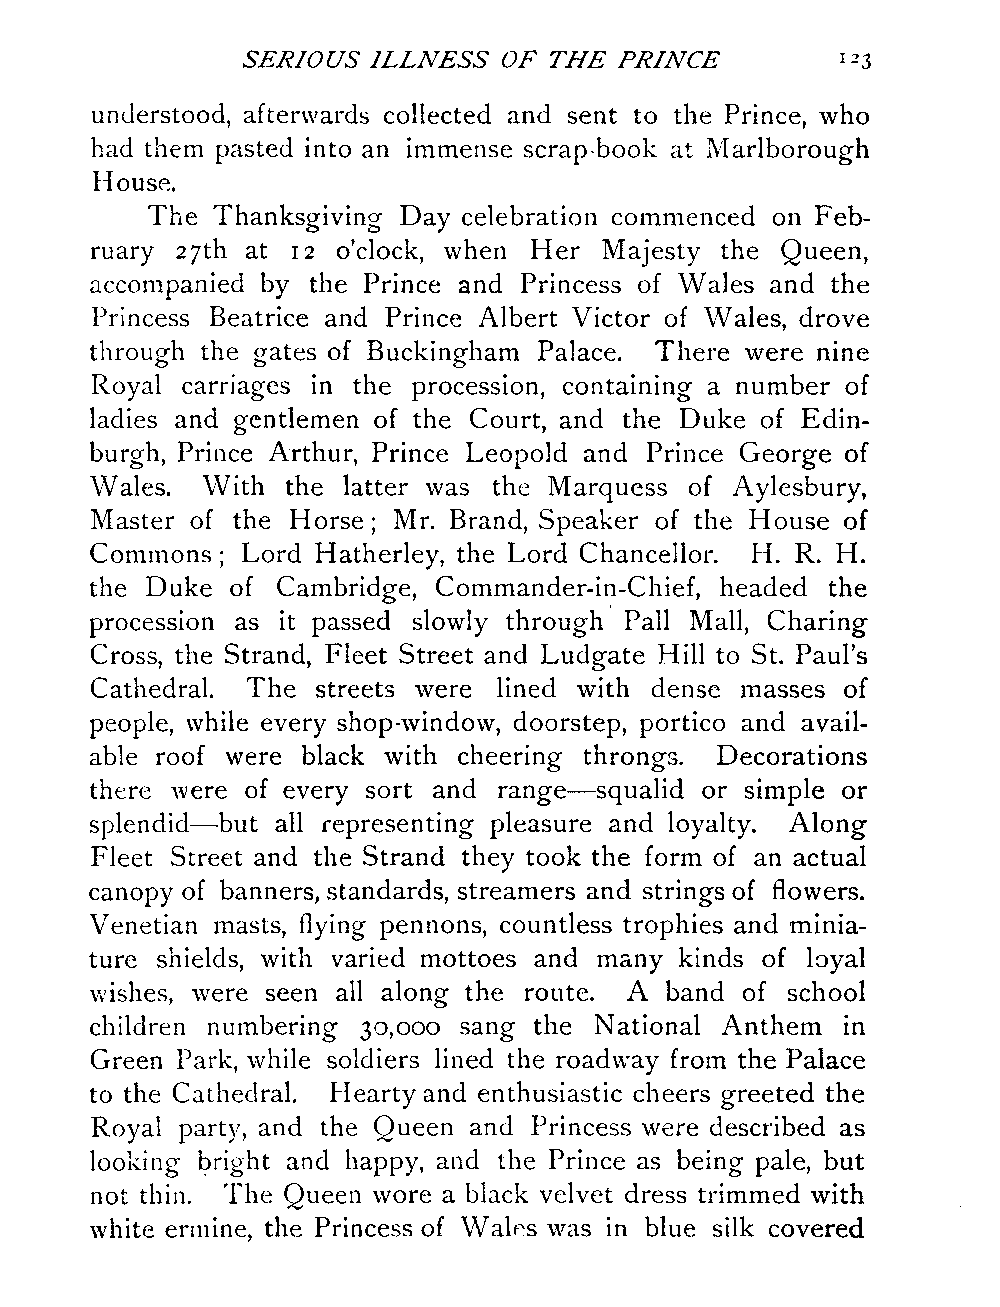 SERIOUS ILLNESS OF THE PRINCE 123
understood, afterwards collected and sent to the Prince, who
had them pasted into an immense scrap-book at Marlborough
House.
The Thanksgiving Day celebration commenced on Feb-
ruary 27th at 12 o'clock, when Her Majesty the Queen,
accompanied by the Prince and Princess of Wales and the
Princess Beatrice and Prince Albert Victor of Wales, drove
through the gates of Buckingham Palace. There were nine
Royal carriages in the procession, containing a number of
ladies and gentlemen of the Court, and the Duke of Edin-
burgh, Prince Arthur, Prince Leopold and Prince George of
Wales. With the latter was the Marquess of Aylesbury,
Master of the Horse; Mr. Brand, Speaker of the House of
Commons; Lord Hatherley, the Lord Chancellor. H. R. H.
the Duke of Cambridge, Commander-in-Chief, headed the
procession as it passed slowly through Pall Mall, Charing
Cross, the Strand, Fleet Street and Ludgate Hill to St. Paul's
Cathedral. The streets were lined with dense masses of
people, while every shop-window, doorstep, portico and avail-
able roof were black with cheering throngs. Decorations
there were of every sort and range—squalid or simple or
splendid—but all representing pleasure and loyalty. Along
Fleet Street and the Strand they took the form of an actual
canopy of banners, standards, streamers and strings of flowers.
Venetian masts, flying pennons, countless trophies and minia-
ture shields, with varied mottoes and many kinds of loyal
wishes, were seen all along the route. A band of school
children numbering 30,000 sang the National Anthem in
Green Park, while soldiers lined the roadway from the Palace
to the Cathedral. Hearty and enthusiastic cheers greeted the
Royal party, and the Queen and Princess were described as
looking bright and happy, and the Prince as being pale, but
not thin. The Queen wore a black velvet dress trimmed with
white ermine, the Princess of Wales was in blue silk covered